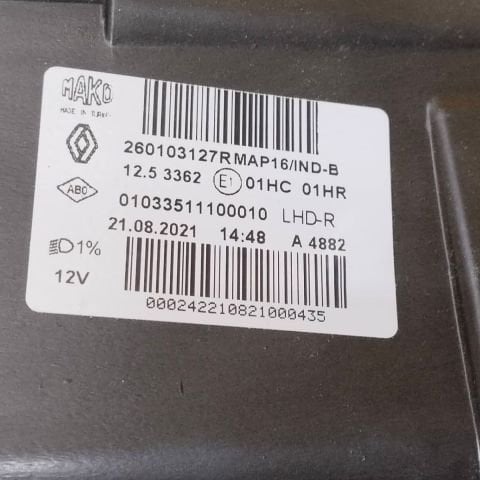 MAKO
MADE IN TURKEY
260103127R MAP16/IND-B
12.5 3362 E1 01HC 01HR
ABO
01033511100010 LHD-R
21.08.2021 14:48 A 4882
1%
12V
000242210821000435